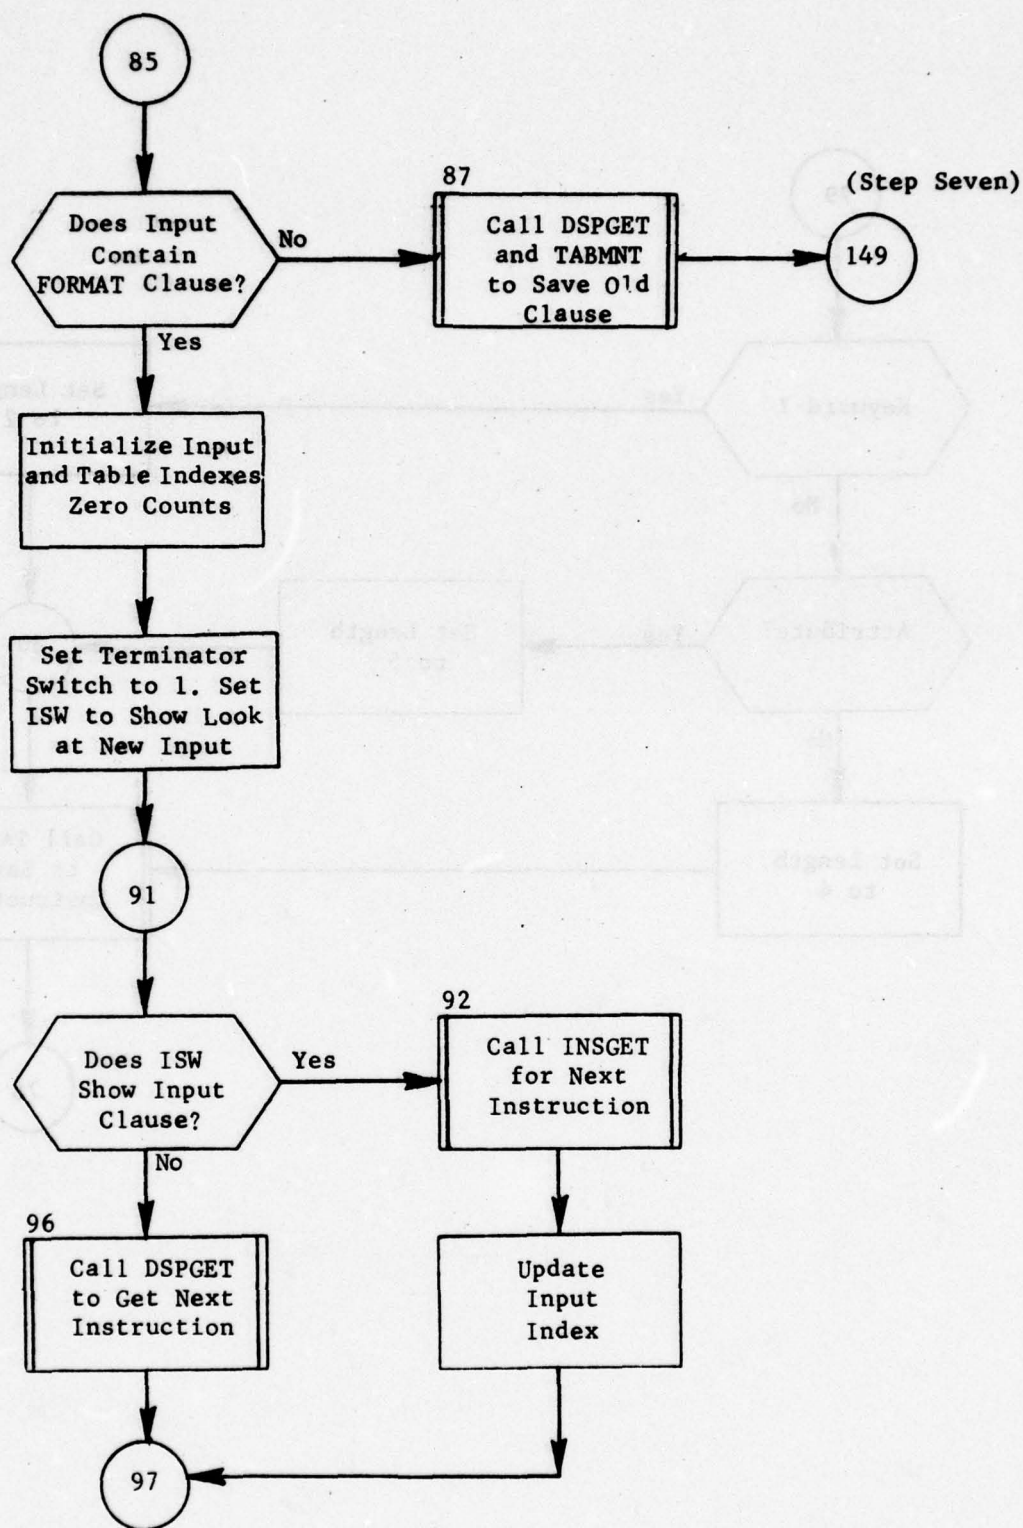 85
Does Input
Contain
FORMAT Clause?
No
87
Call DSPGET
and TABMNT
to Save Old
Clause
(Step Seven)
149
Yes
Initialize Input
and Table Indexes
Zero Counts
Set Terminator
Switch to 1. Set
ISW to Show Look
at New Input
91
Does ISW
Show Input
Clause?
Yes
92
Call INSGET
for Next
Instruction
No
96
Call DSPGET
to Get Next
Instruction
Update
Input
Index
97